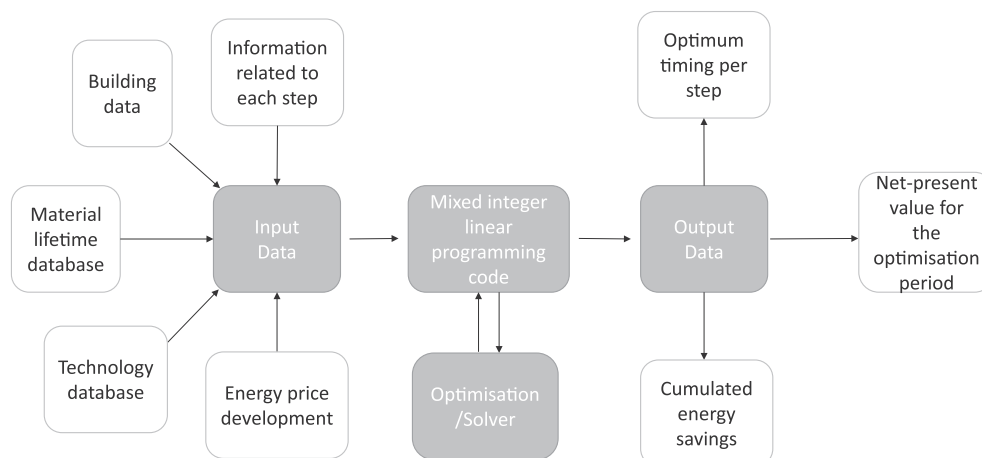 Building
data
Information
related to
each step
Optimum
timing per
step
Material
lifetime
database
Input
Data
Mixed integer
linear
programming
code
Output
Data
Net-present
value for
the
optimisation
period
Technology
database
Energy price
development
Optimisation
/Solver
Cumulated
energy
savings